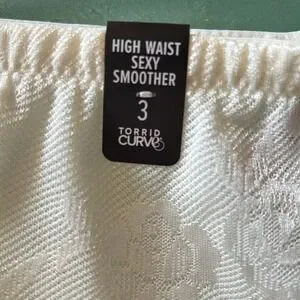 HIGH WAIST
SEXY
SMOOTHER
3
TORRID
CURVE